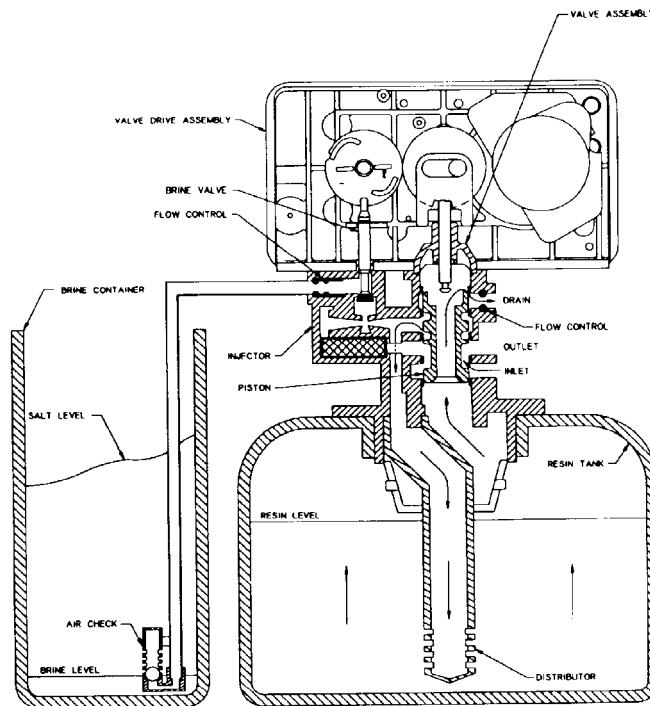 VALVE ASSEMBLY
VALVE DRIVE ASSEMBLY
BRINE VALVE
FLOW CONTROL
BRINE CONTAINER
DRAIN
FLOW CONTROL
INJECTOR
OUTLET
INLET
PISTON
SALT LEVEL
RESIN TANK
RESIN LEVEL
AIR CHECK
BRINE LEVEL
DISTRIBUTOR